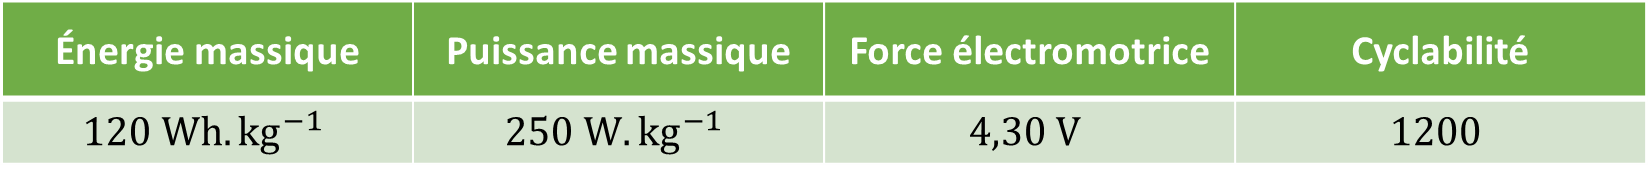 Énergie massique Puissance massique Force électromotrice Cyclabilité
120 Wh. kg⁻¹ 250 W. kg⁻¹ 4,30 V 1200